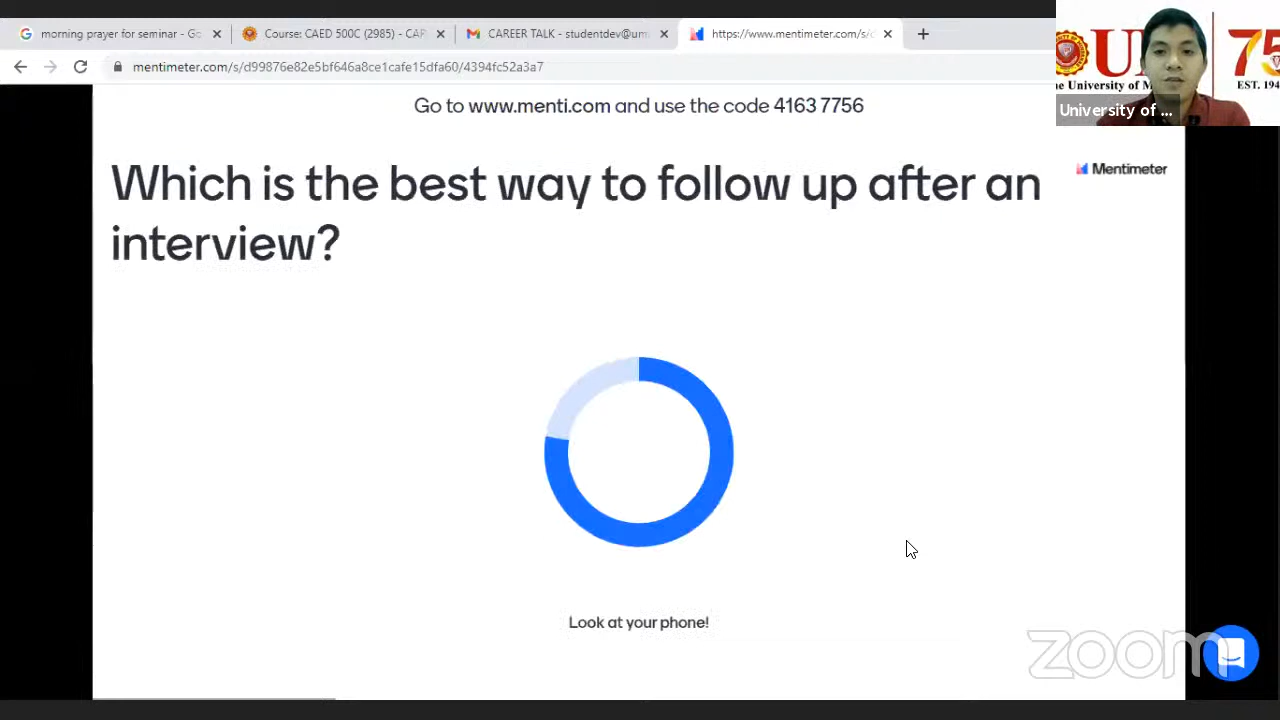 morning prayer for seminar - Go
Course: CAED 500C (2985) - CAR
CAREER TALK - studentdev@um
https://www.mentimeter.com/s/d
mentimeter.com/s/d99876e82e5bf646a8ce1cafe15dfa60/4394fc52a3a7
EST. 194
University of ...
Go to www.menti.com and use the code 4163 7756
Mentimeter
Which is the best way to follow up after an
interview?
Look at your phone!
zoom